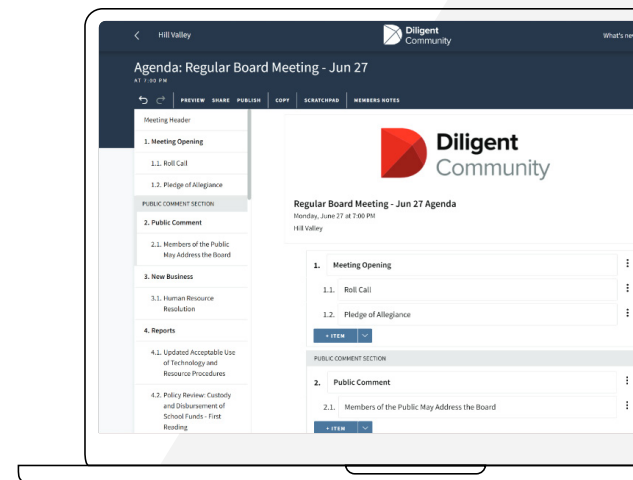 Hill Valley
Diligent
Community
What's new
Agenda: Regular Board Meeting - Jun 27
AT 7:00 PM
PREVIEW SHARE PUBLISH COPY SCRATCHPAD MEMBERS NOTES
Meeting Header
1. Meeting Opening
1.1. Roll Call
1.2. Pledge of Allegiance
PUBLIC COMMENT SECTION
2. Public Comment
2.1. Members of the Public
May Address the Board
3. New Business
3.1. Human Resource
Resolution
4. Reports
4.1. Updated Acceptable Use
of Technology and
Resource Procedures
4.2. Policy Review: Custody
and Disbursement of
School Funds - First
Reading
Diligent
Community
Regular Board Meeting - Jun 27 Agenda
Monday, June 27 at 7:00 PM
Hill Valley
1. Meeting Opening
1.1. Roll Call
1.2. Pledge of Allegiance
+ ITEM
PUBLIC COMMENT SECTION
2. Public Comment
2.1. Members of the Public May Address the Board
+ ITEM